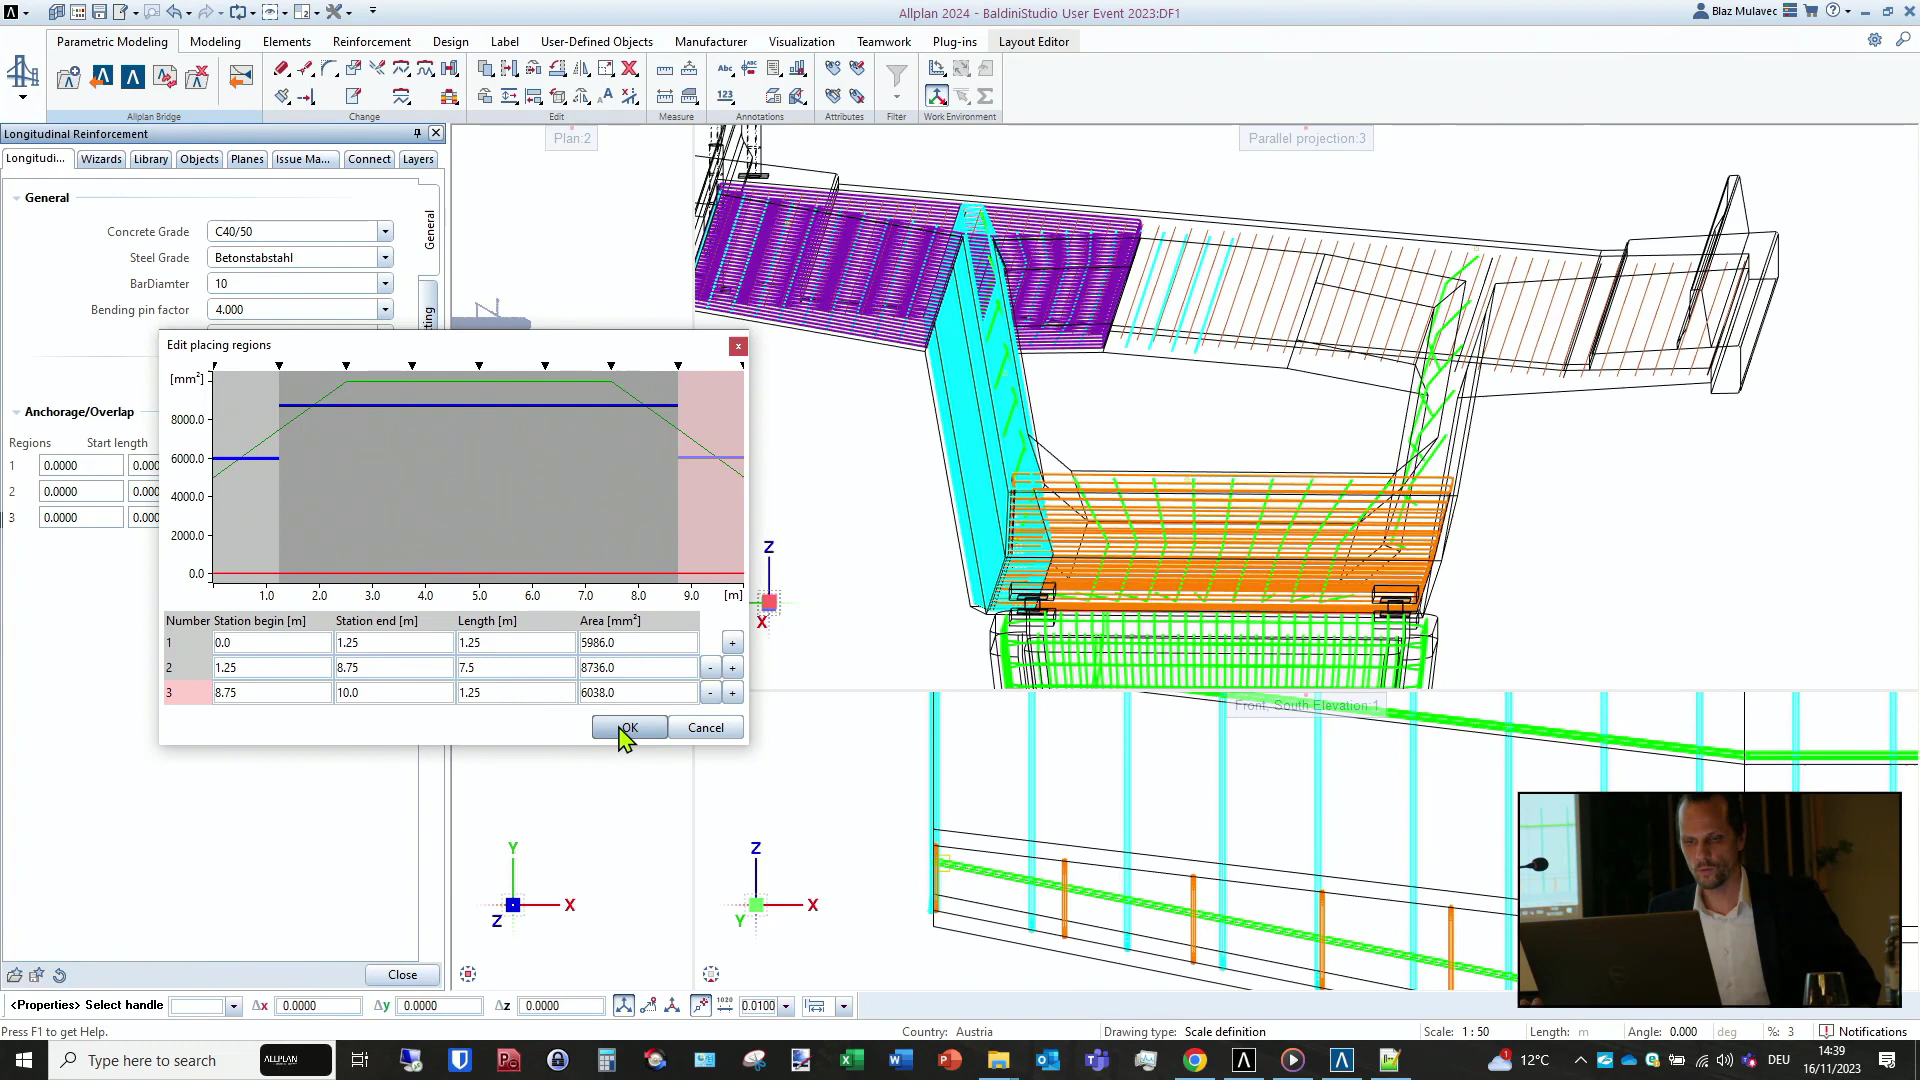 Allplan 2024 - BaldiniStudio User Event 2023:DF1
Blaz Mulavec
Parametric Modeling Modeling Elements Reinforcement Design Label User-Defined Objects Manufacturer Visualization Teamwork Plug-ins Layout Editor
Allplan Bridge Change Edit Measure Annotations Attributes Filter Work Environment
Longitudinal Reinforcement
Longitudi... Wizards Library Objects Planes Issue Ma... Connect Layers
General
Concrete Grade C40/50
Steel Grade Betonstabstahl
BarDiamter 10
Bending pin factor 4.000
General
ting
Plan:2
Parallel projection:3
Edit placing regions
[mm²]
8000.0
6000.0
4000.0
2000.0
0.0
1.0 2.0 3.0 4.0 5.0 6.0 7.0 8.0 9.0 [m]
Number Station begin [m] Station end [m] Length [m] Area [mm²]
1 0.0 1.25 1.25 5986.0 +
2 1.25 8.75 7.5 8736.0 - +
3 8.75 10.0 1.25 6038.0 - +
OK Cancel
Anchorage/Overlap
Regions Start length
1 0.0000 0.000
2 0.0000 0.000
3 0.0000 0.000
Z
X
Front, South Elevation:1
Y
X
Z
Z
X
Y
Close
<Properties> Select handle Δx 0.0000 Δy 0.0000 Δz 0.0000 1020 0.0100
Press F1 to get Help.
Country: Austria Drawing type: Scale definition Scale: 1 : 50 Length: m Angle: 0.000 deg %: 3 Notifications
Type here to search
ALLPLAN
12°C
DEU
14:39
16/11/2023